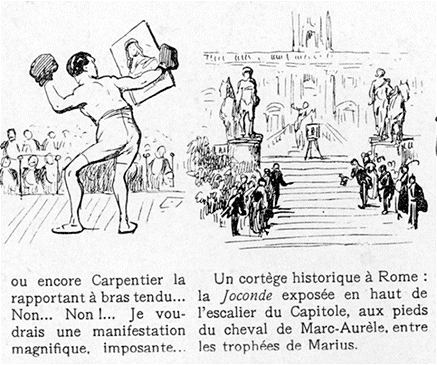 ou encore Carpentier la
rapportant à bras tendu...
Non... Non !... Je vou-
drais une manifestation
magnifique, imposante...
Un cortège historique à Rome :
la Joconde exposée en haut de
l'escalier du Capitole, aux pieds
du cheval de Marc-Aurèle, entre
les trophées de Marius.